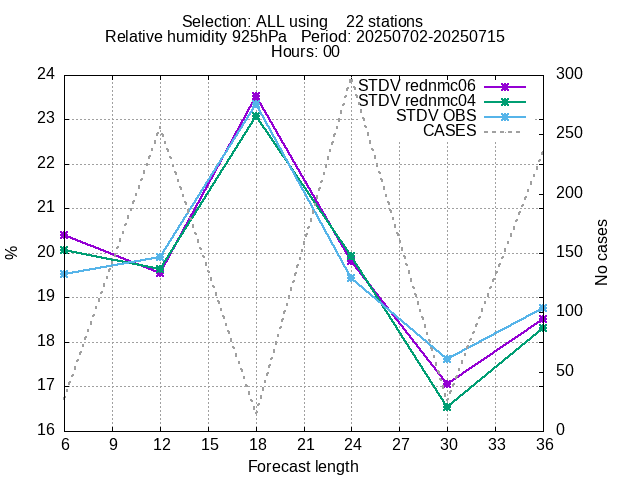 Selection: ALL using    22 stations
Relative humidity 925hPa   Period: 20250702-20250715
Hours: 00
STDV rednmc06
STDV rednmc04
STDV OBS
CASES
24
23
22
21
20
19
18
17
16
%
300
250
200
150
100
50
0
No cases
6 9 12 15 18 21 24 27 30 33 36
Forecast length